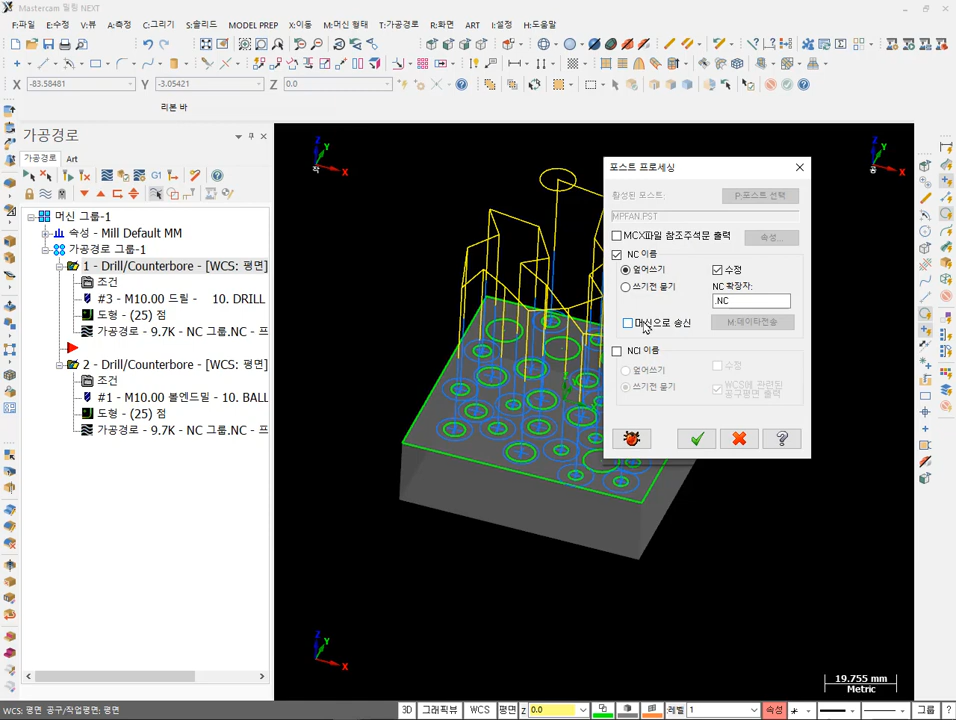 Mastercam 밀링 NEXT
F:파일 E:수정 V:뷰 A:측정 C:그리기 S:솔리드 MODEL PREP X:이동 M:머신 형태 T:가공경로 R:화면 ART I:설정 H:도움말
X -83.58481 Y -3.05421 Z 0.0
리본 바
가공경로
가공경로 Art
G1
머신 그룹-1
속성 - Mill Default MM
가공경로 그룹-1
1 - Drill/Counterbore - [WCS: 평면]
조건
#3 - M10.00 드릴 - 10. DRILL
도형 - (25) 점
가공경로 - 9.7K - NC 그룹.NC - 프
2 - Drill/Counterbore - [WCS: 평면]
조건
#1 - M10.00 볼엔드밀 - 10. BALL
도형 - (25) 점
가공경로 - 9.7K - NC 그룹.NC - 프
Z
Y
X
Z
Y
X
포스트 프로세싱
활성된 포스트:
P:포스트 선택
MPFAN.PST
MCX파일 참조주석문 출력
속성...
NC 이름
덮어쓰기
수정
쓰기전 묻기
NC 확장자:
.NC
머신으로 송신
M:데이타전송
NCI 이름
덮어쓰기
수정
쓰기전 묻기
WCS에 관련된
공구평면 출력
Z
Y
X
19.755 mm
Metric
WCS: 평면 공구/작업평면: 평면
3D 그래픽뷰 WCS 평면 Z 0.0 레벨 1 속성 그룹 ?